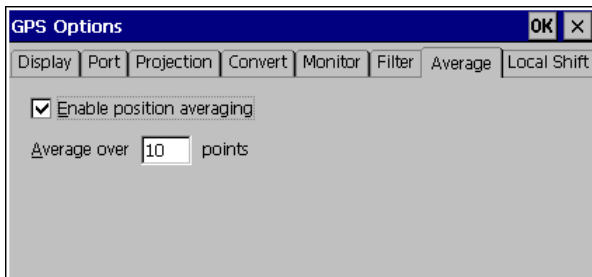 GPS Options OK ×
Display Port Projection Convert Monitor Filter Average Local Shift
Enable position averaging
Average over 10 points